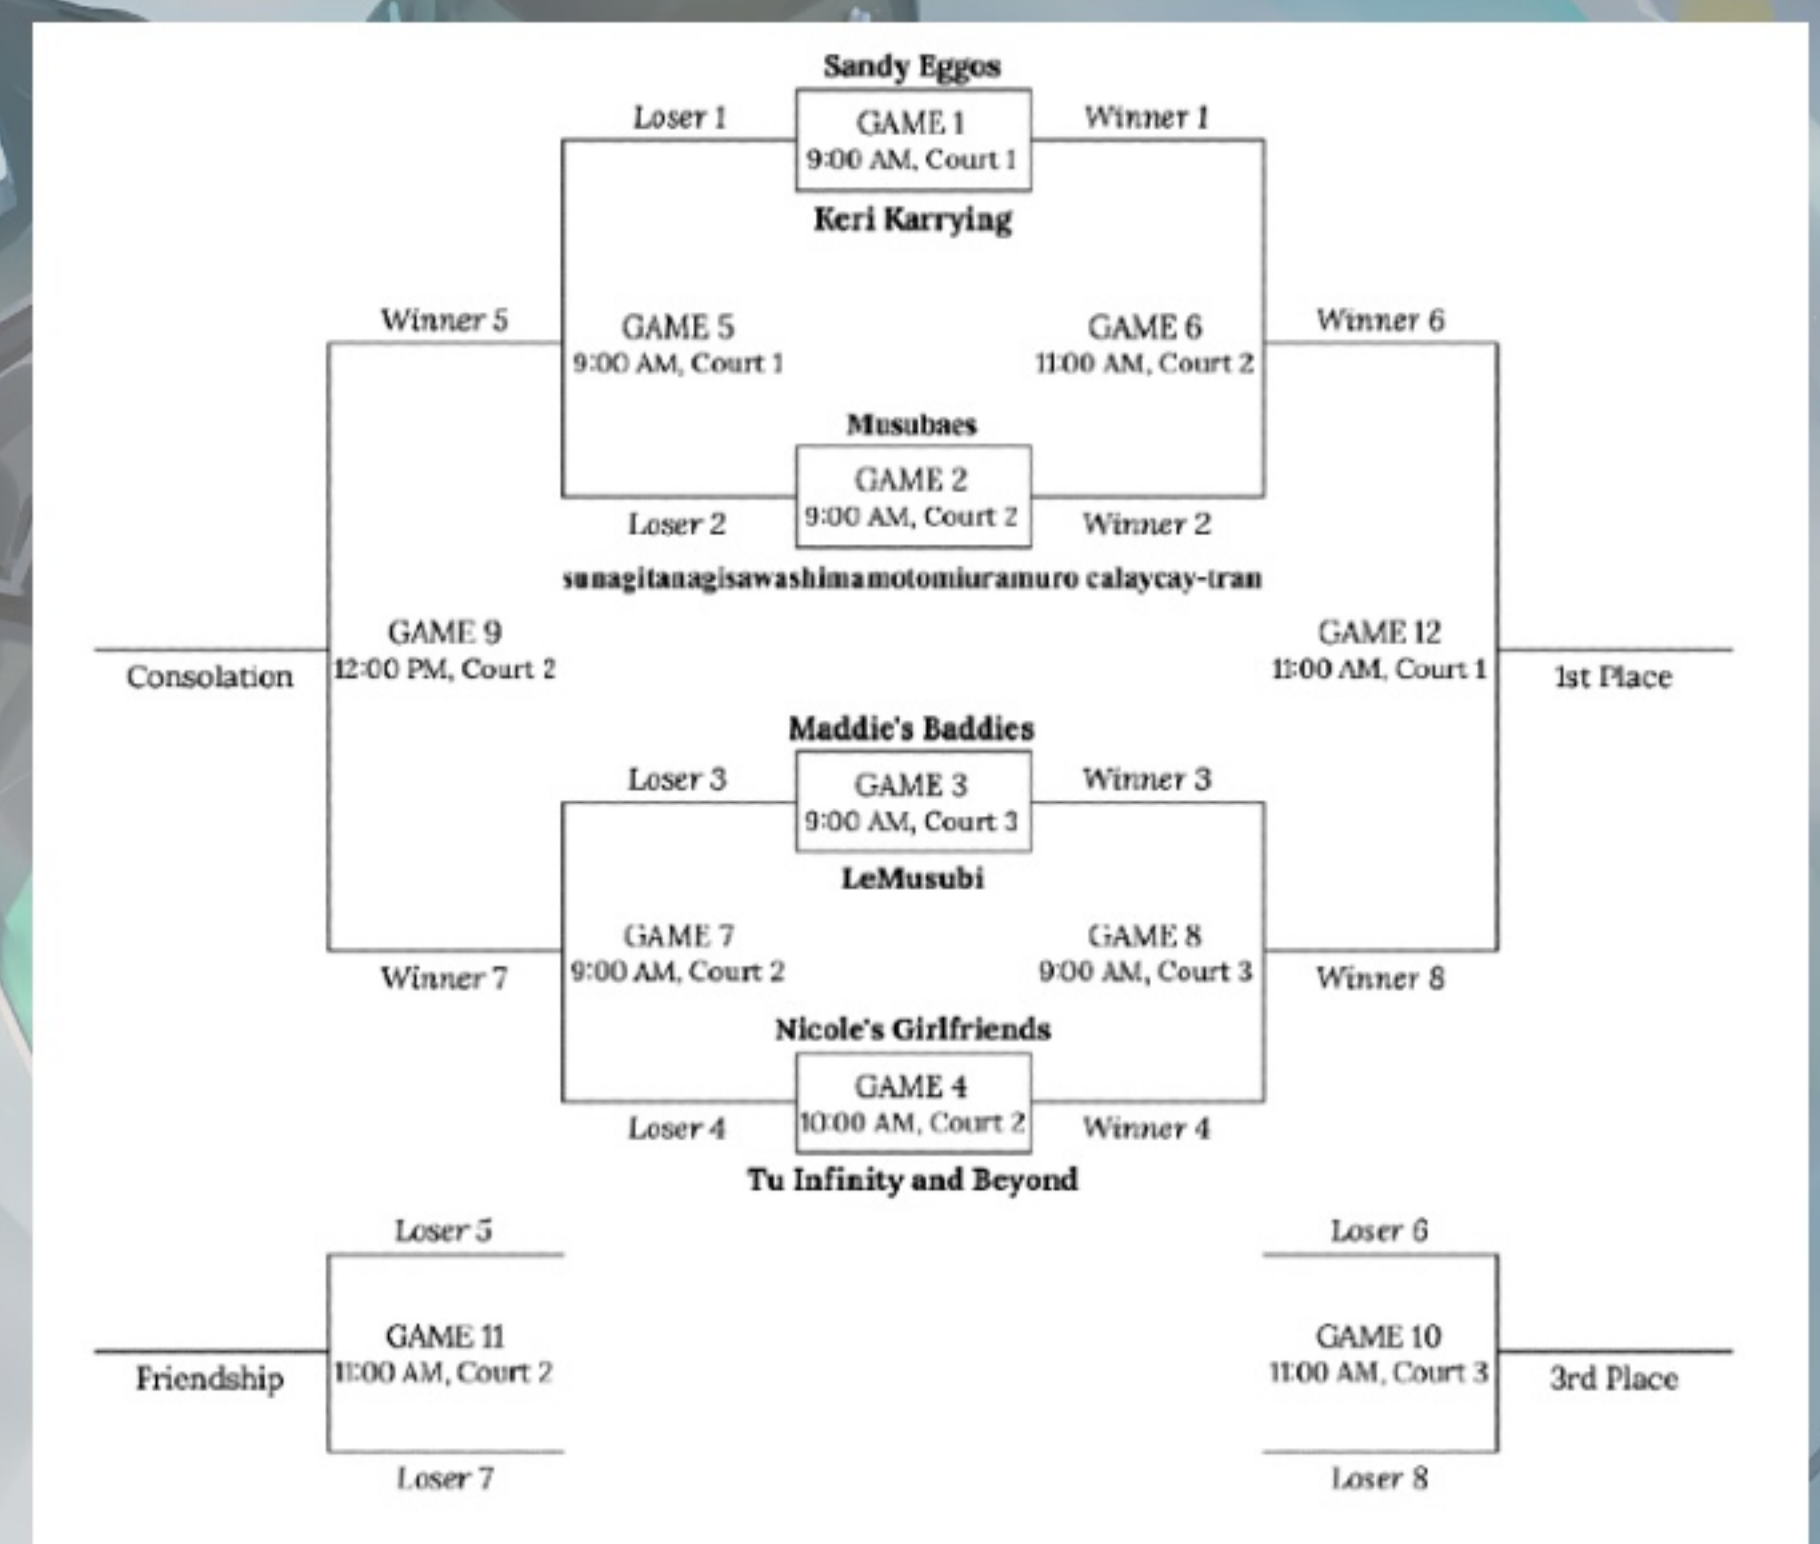 Sandy Eggos
Loser 1
GAME 1
Winner 1
9:00 AM, Court 1
Keri Karrying
Winner 5
GAME 5
9:00 AM, Court 1
GAME 6
11:00 AM, Court 2
Winner 6
Musubaes
GAME 2
9:00 AM, Court 2
Loser 2
Winner 2
sunagitanagisawashimamotomiuramuro calaycay-tran
GAME 9
12:00 PM, Court 2
Consolation
GAME 12
11:00 AM, Court 1
1st Place
Maddie's Baddies
Loser 3
GAME 3
Winner 3
9:00 AM, Court 3
LeMusubi
GAME 7
9:00 AM, Court 2
Winner 7
GAME 8
9:00 AM, Court 3
Winner 8
Nicole's Girlfriends
GAME 4
10:00 AM, Court 2
Loser 4
Winner 4
Tu Infinity and Beyond
Loser 5
GAME 11
11:00 AM, Court 2
Friendship
Loser 7
Loser 6
GAME 10
11:00 AM, Court 3
3rd Place
Loser 8